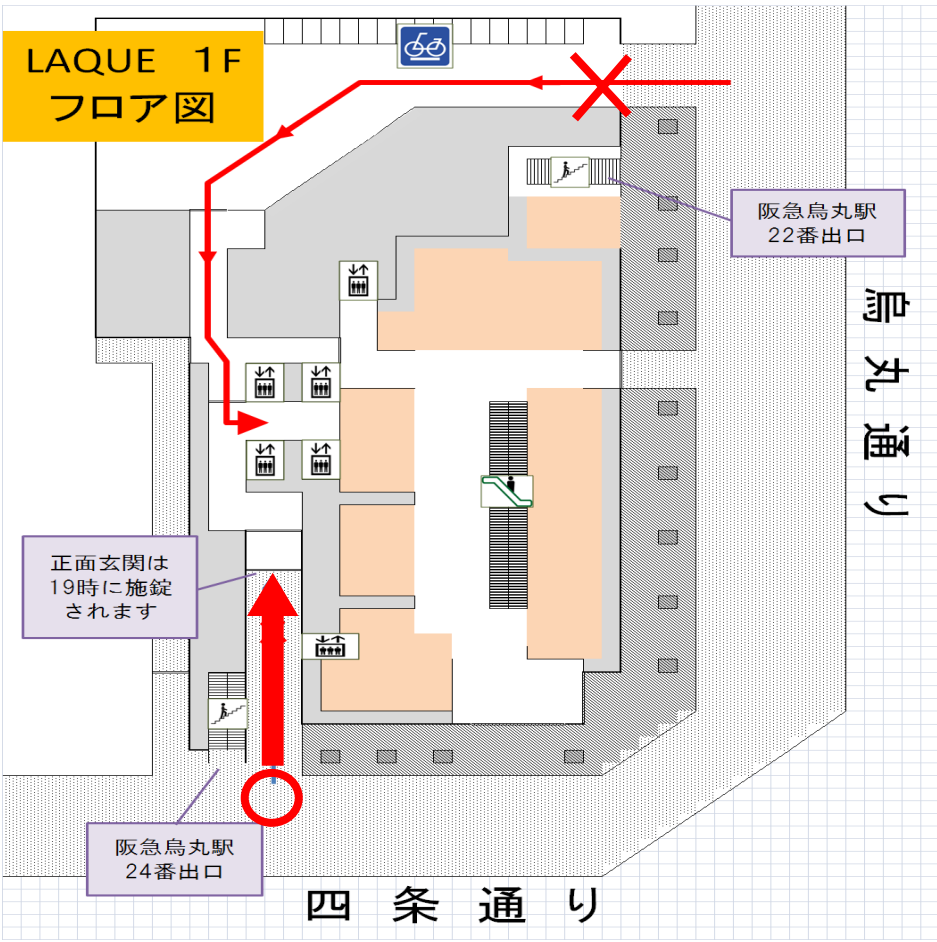 LAQUE 1F
フロア図
阪急烏丸駅
22番出口
烏丸通り
正面玄関は
19時に施錠
されます
阪急烏丸駅
24番出口
四条通り